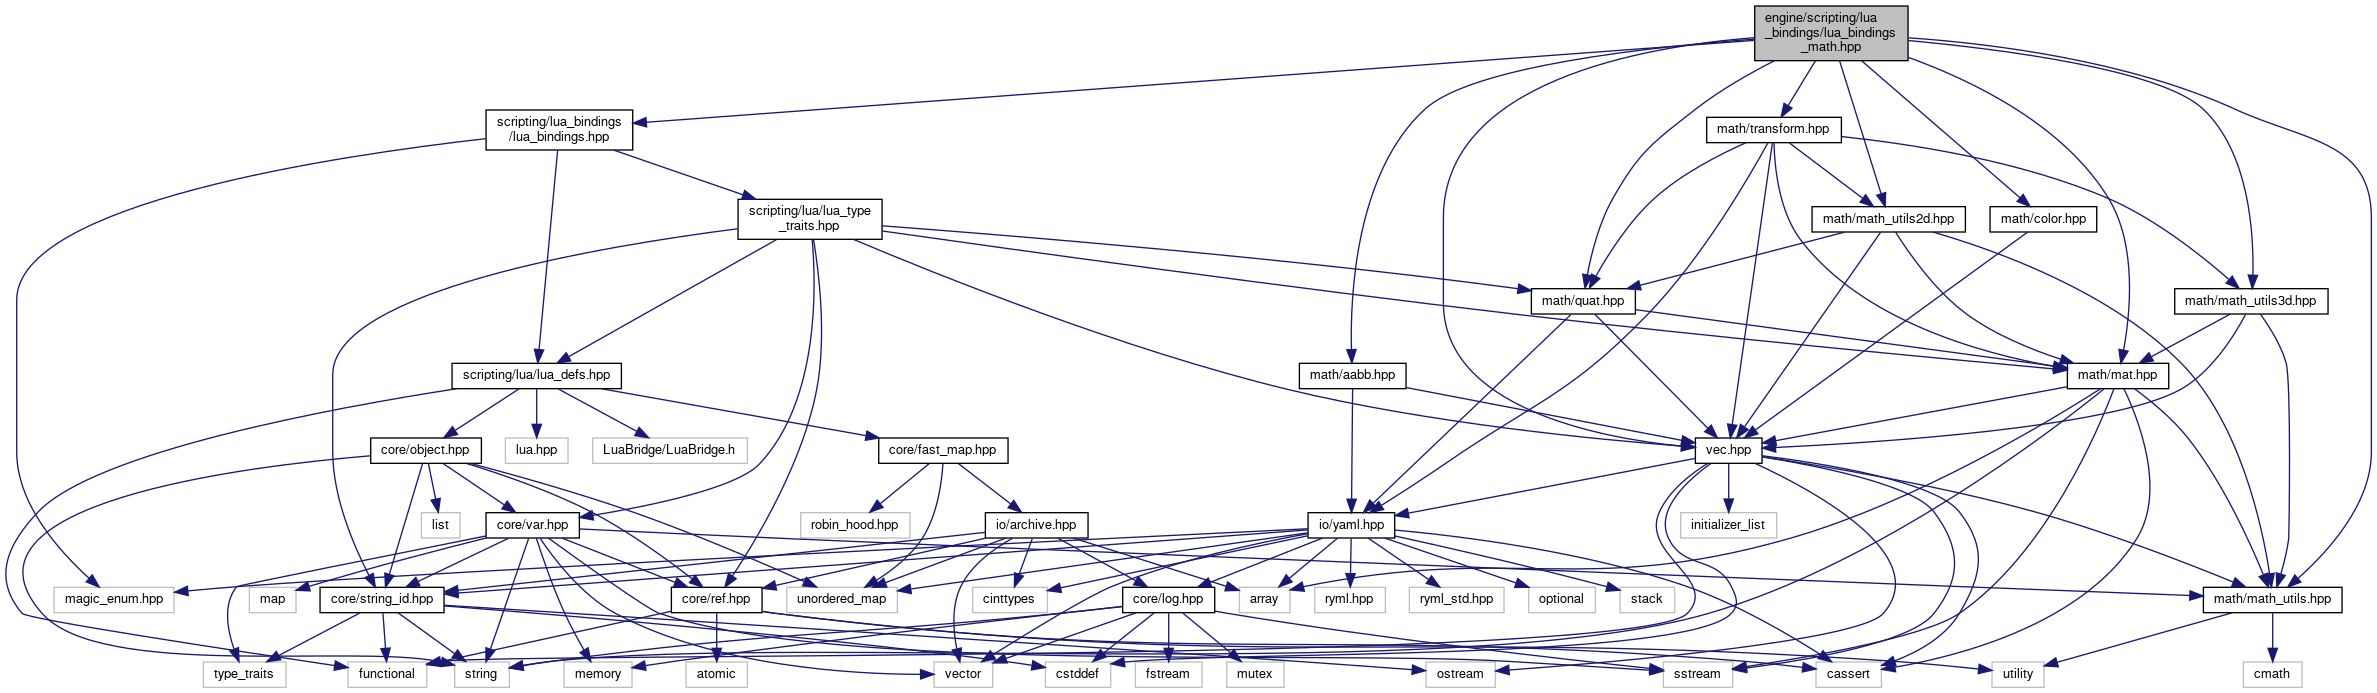 engine/scripting/lua
_bindings/lua_bindings
_math.hpp
scripting/lua_bindings
/lua_bindings.hpp
math/transform.hpp
scripting/lua/lua_type
_traits.hpp
math/math_utils2d.hpp
math/color.hpp
math/quat.hpp
math/math_utils3d.hpp
scripting/lua/lua_defs.hpp
math/aabb.hpp
math/mat.hpp
core/object.hpp
lua.hpp
LuaBridge/LuaBridge.h
core/fast_map.hpp
vec.hpp
list
core/var.hpp
robin_hood.hpp
io/archive.hpp
io/yaml.hpp
initializer_list
magic_enum.hpp
map
core/string_id.hpp
core/ref.hpp
unordered_map
cinttypes
core/log.hpp
array
ryml.hpp
ryml_std.hpp
optional
stack
math/math_utils.hpp
type_traits
functional
string
memory
atomic
vector
cstddef
fstream
mutex
ostream
sstream
cassert
utility
cmath